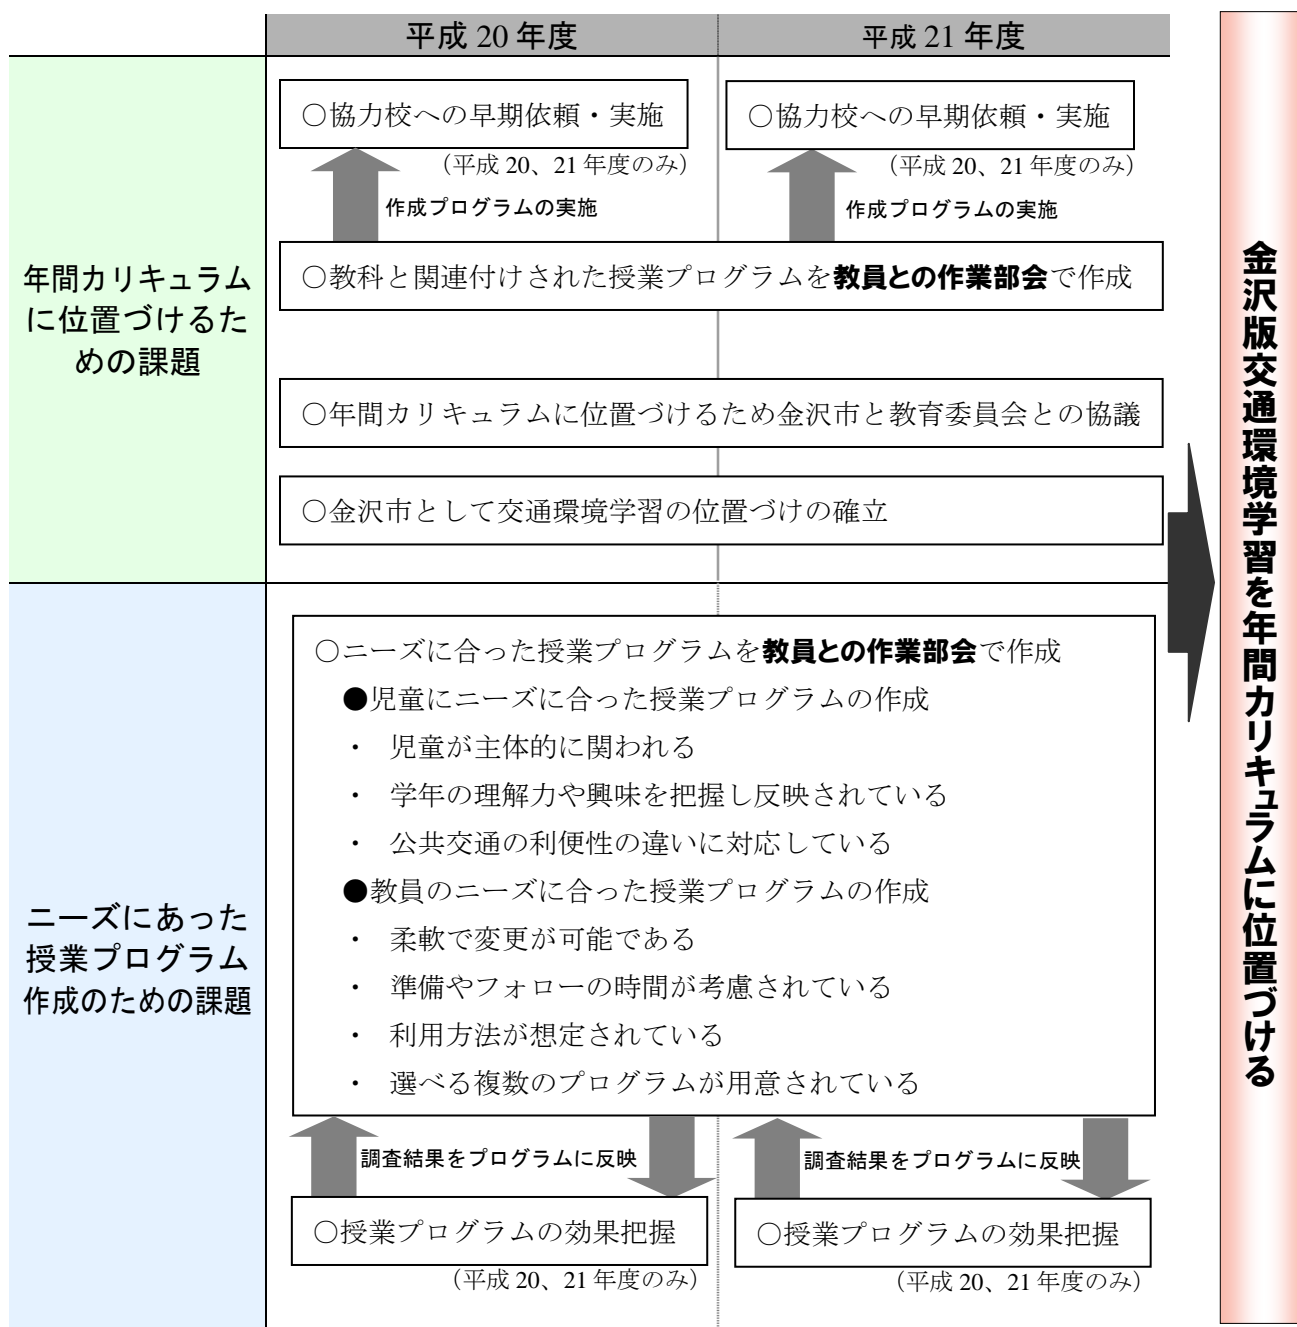 平成 20 年度
平成 21 年度
年間カリキュラム
に位置づけるた
めの課題
○協力校への早期依頼・実施
(平成 20、21 年度のみ)
作成プログラムの実施
○協力校への早期依頼・実施
(平成 20、21 年度のみ)
作成プログラムの実施
○教科と関連付けされた授業プログラムを教員との作業部会で作成
○年間カリキュラムに位置づけるため金沢市と教育委員会との協議
○金沢市として交通環境学習の位置づけの確立
ニーズにあった
授業プログラム
作成のための課題
○ニーズに合った授業プログラムを教員との作業部会で作成
●児童にニーズに合った授業プログラムの作成
・ 児童が主体的に関われる
・ 学年の理解力や興味を把握し反映されている
・ 公共交通の利便性の違いに対応している
●教員のニーズに合った授業プログラムの作成
・ 柔軟で変更が可能である
・ 準備やフォローの時間が考慮されている
・ 利用方法が想定されている
・ 選べる複数のプログラムが用意されている
調査結果をプログラムに反映
調査結果をプログラムに反映
○授業プログラムの効果把握
(平成 20、21 年度のみ)
○授業プログラムの効果把握
(平成 20、21 年度のみ)
金沢版交通環境学習を年間カリキュラムに位置づける